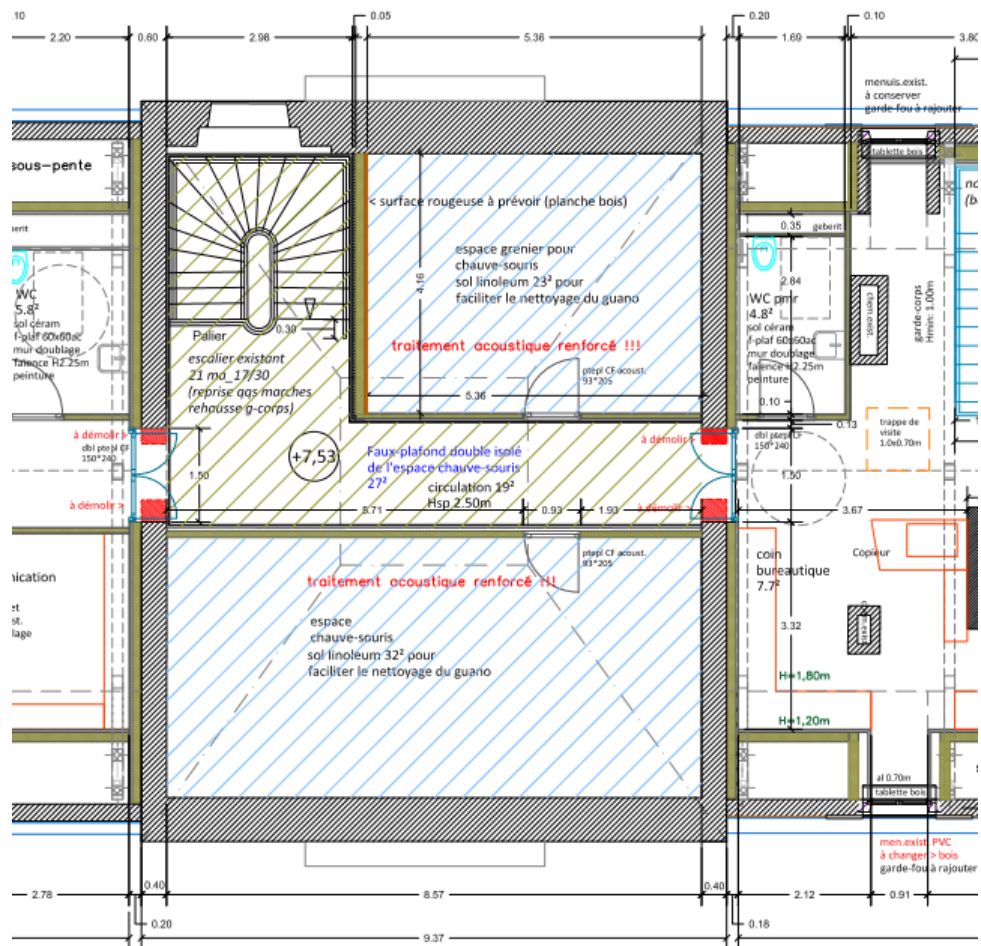 .10
2.20
0.60
2.98
0.05
5.36
0.20
1.69
0.10
3.80
menuis.exist.
à conserver
garde-fou à rajouter
tablette bois
sous-pente
< surface rougeuse à prévoir (planche bois)
espace grenier pour
chauve-souris
sol linoleum 23² pour
faciliter le nettoyage du guano
4.16
traitement acoustique renforcé !!!
ptepl CF acoust.
93*205
5.36
0.35
geberit
2.84
WC pmr
4.8²
sol céram
f-plaf 60x60ac
mur doublage
faïence H2.25m
peinture
0.10
0.13
chem.exist.
garde-corps
Hmin: 1.00m
WC
5.8²
sol céram
f-plaf 60x60ac
mur doublage
faïence H2.25m
peinture
Palier
0.30
escalier existant
21 ma_17/30
(reprise qqs marches
rehausse g-corps)
à démolir >
dbl ptepl CF
150*240
1.50
à démolir >
+7,53
Faux-plafond double isolé
de l'espace chauve-souris
27²
circulation 19²
Hsp 2.50m
5.71
0.93
1.93
à démolir >
à démolir >
dbl ptepl CF
150*240
1.50
trappe de
visite
1.0x0.70m
3.67
ptepl CF acoust.
93*205
traitement acoustique renforcé !!!
espace
chauve-souris
sol linoleum 32² pour
faciliter le nettoyage du guano
coin
bureautique
7.7²
Copieur
3.32
H=1,80m
H=1,20m
al 0.70m
tablette bois
men.exist. PVC
à changer > bois
garde-fou à rajouter
2.78
0.40
8.57
0.40
2.12
0.91
0.20
9.37
0.18